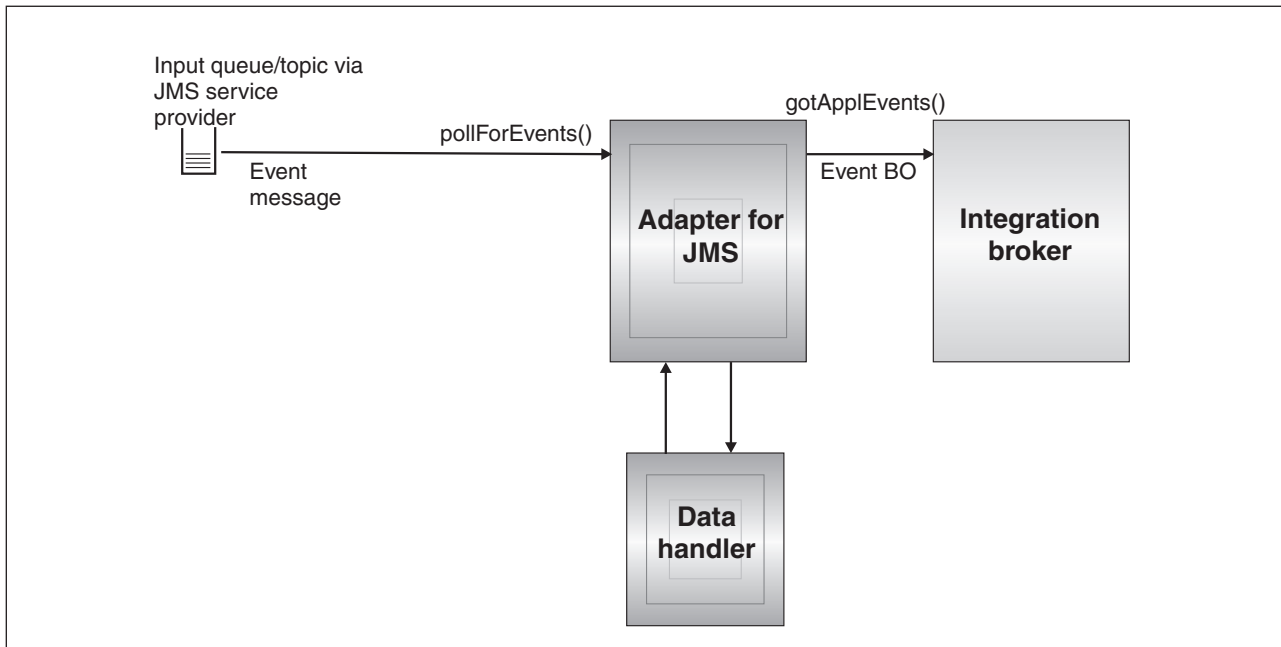 Input queue/topic via
JMS service
provider
pollForEvents()
Event
message
gotApplEvents()
Event BO
Adapter for
JMS
Integration
broker
Data
handler